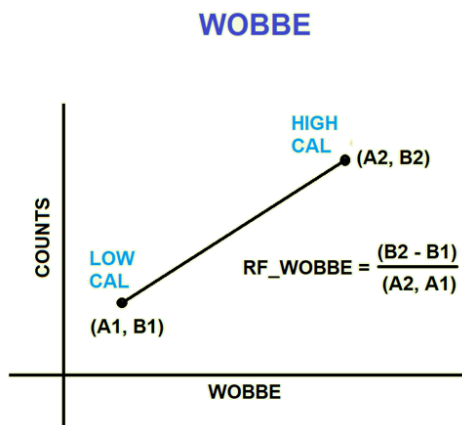 WOBBE
HIGH
CAL
(A2, B2)
COUNTS
LOW
CAL
RF_WOBBE = (B2 - B1)
(A2, A1)
(A1, B1)
WOBBE